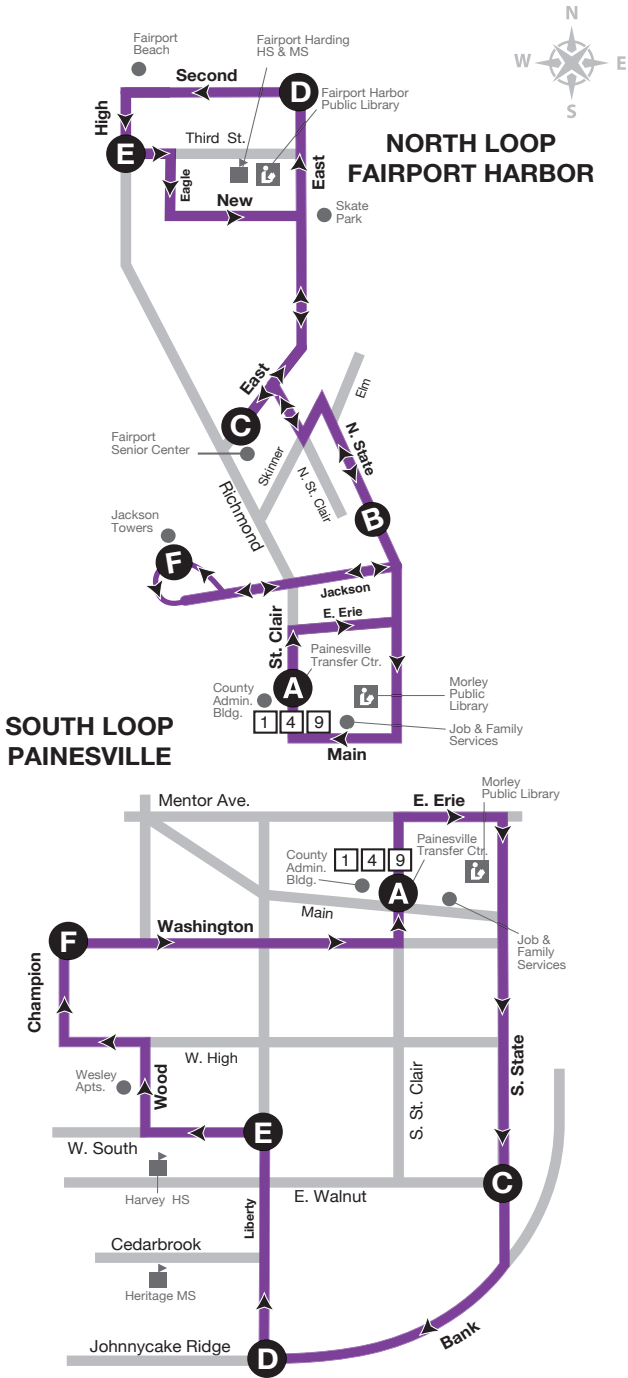 N
W
E
S
Fairport
Beach
Fairport Harding
HS & MS
Second
D
Fairport Harbor
Public Library
High
NORTH LOOP
FAIRPORT HARBOR
E
Third St.
East
Eagle
New
Skate
Park
East
Elm
C
Fairport
Senior Center
Skinner
N. State
N. St. Clair
Richmond
B
Jackson
Towers
F
Jackson
E. Erie
St. Clair
Painesville
Transfer Ctr.
A
County
Admin.
Bldg.
Morley
Public
Library
1 4 9
Job & Family
Services
Main
SOUTH LOOP
PAINESVILLE
Mentor Ave.
E. Erie
Morley
Public Library
Painesville
Transfer Ctr.
1 4 9
County
Admin.
Bldg.
A
Main
F
Washington
Job &
Family
Services
Champion
W. High
S. State
Wesley
Apts.
Wood
S. St. Clair
E
W. South
Harvey HS
E. Walnut
C
Liberty
Cedarbrook
Heritage MS
Johnnycake Ridge
D
Bank